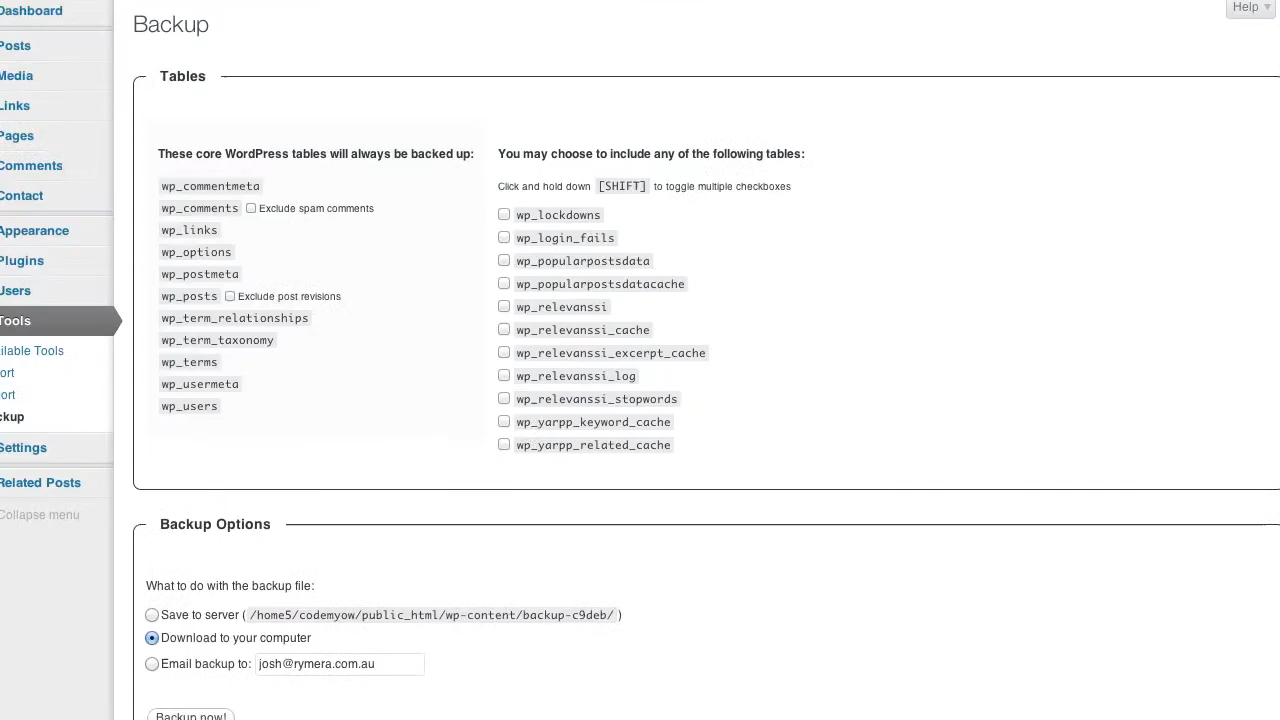 Dashboard
Posts
Media
Links
Pages
Comments
Contact
Appearance
Plugins
Users
Tools
ilable Tools
ort
ort
ckup
Settings
Related Posts
Collapse menu
Help
Backup
Tables
These core WordPress tables will always be backed up:
wp_commentmeta
wp_comments Exclude spam comments
wp_links
wp_options
wp_postmeta
wp_posts Exclude post revisions
wp_term_relationships
wp_term_taxonomy
wp_terms
wp_usermeta
wp_users
You may choose to include any of the following tables:
Click and hold down [SHIFT] to toggle multiple checkboxes
wp_lockdowns
wp_login_fails
wp_popularpostsdata
wp_popularpostsdatacache
wp_relevanssi
wp_relevanssi_cache
wp_relevanssi_excerpt_cache
wp_relevanssi_log
wp_relevanssi_stopwords
wp_yarpp_keyword_cache
wp_yarpp_related_cache
Backup Options
What to do with the backup file:
Save to server ( /home5/codemyow/public_html/wp-content/backup-c9deb/ )
Download to your computer
Email backup to: josh@rymera.com.au
Backup now!